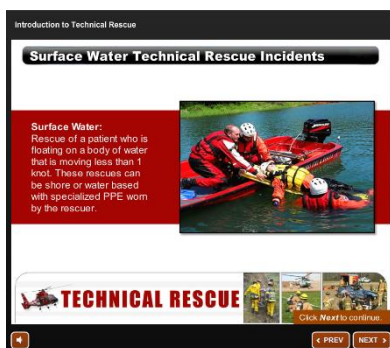 Introduction to Technical Rescue
Surface Water Technical Rescue Incidents
Surface Water:
Rescue of a patient who is
floating on a body of water
that is moving less than 1
knot. These rescues can
be shore or water based
with specialized PPE worn
by the rescuer.
TECHNICAL RESCUE
Click Next to continue.
< PREV
NEXT >